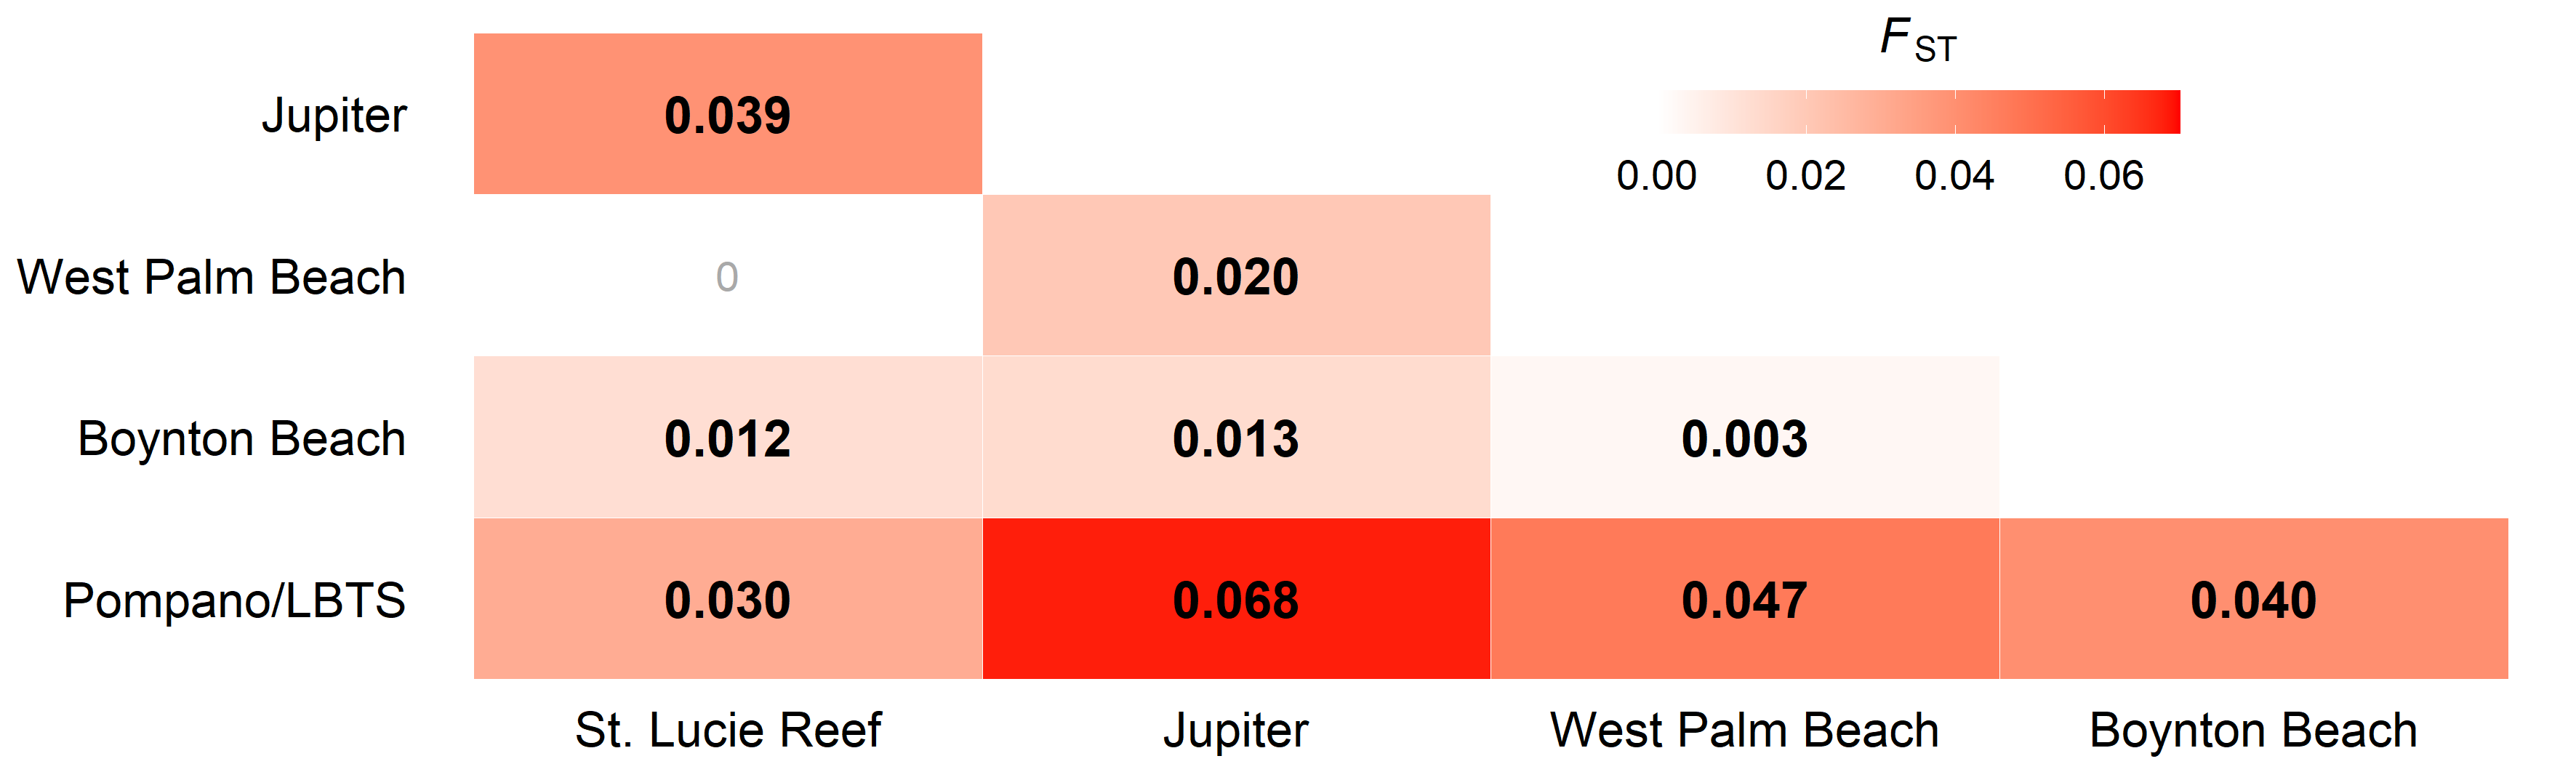 FST
0.00 0.02 0.04 0.06
Jupiter 0.039
West Palm Beach 0 0.020
Boynton Beach 0.012 0.013 0.003
Pompano/LBTS 0.030 0.068 0.047 0.040
St. Lucie Reef Jupiter West Palm Beach Boynton Beach